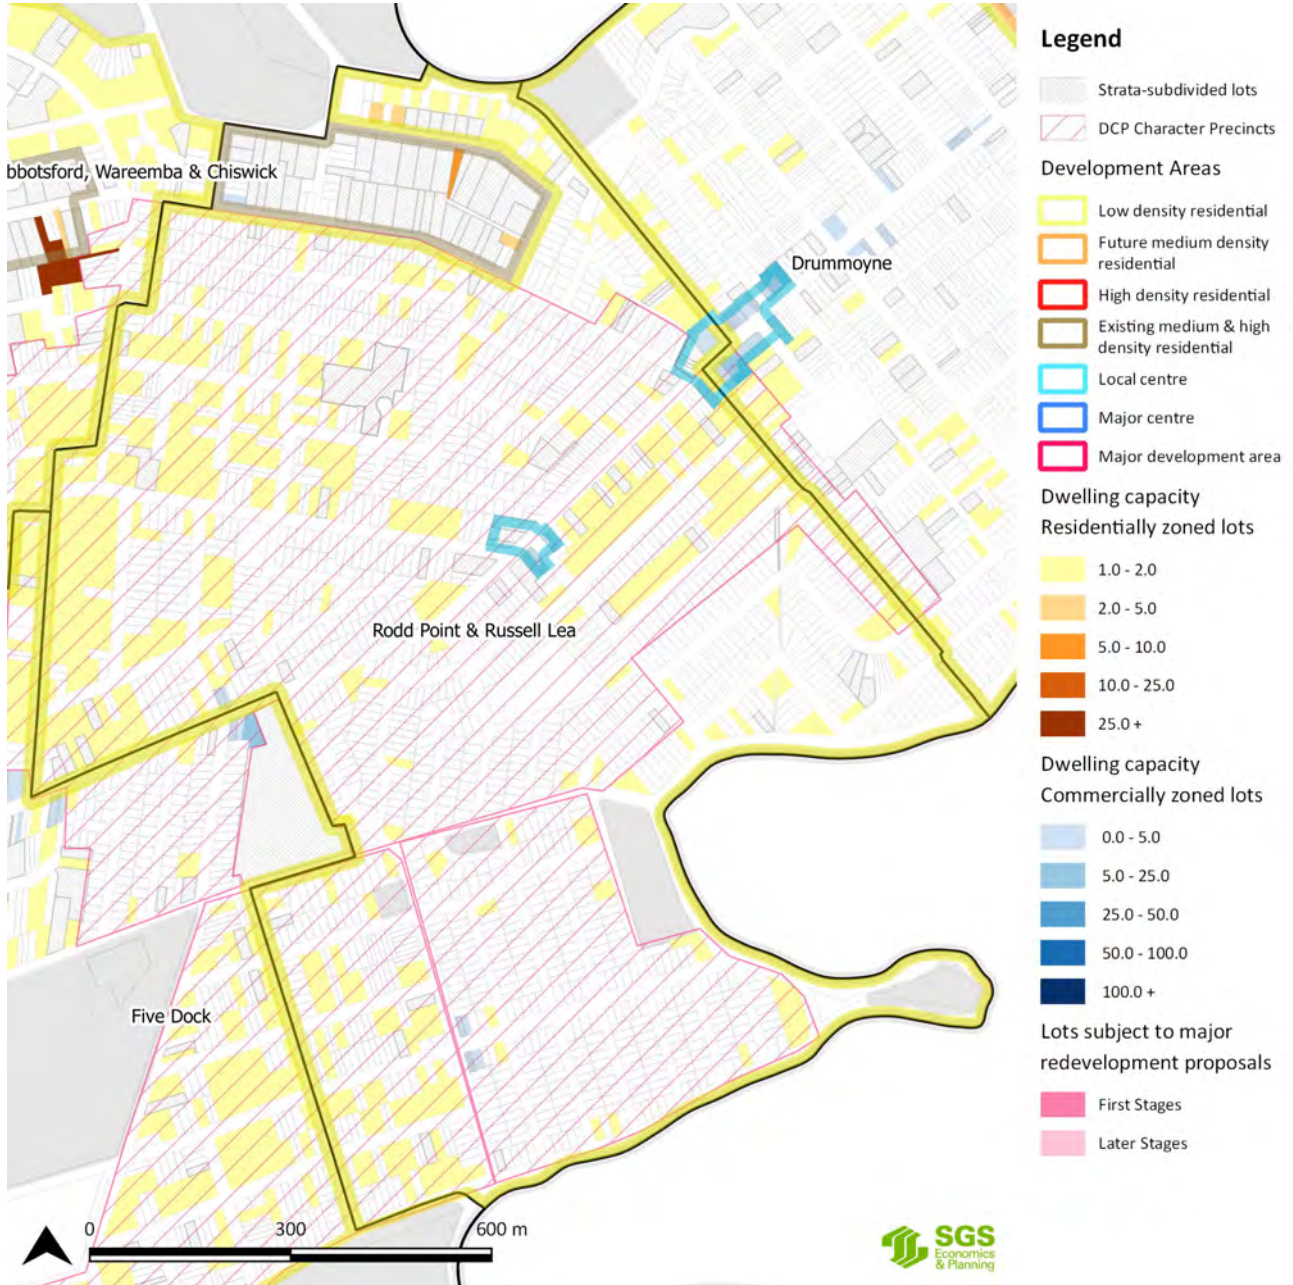 bbotsford, Wareemba & Chiswick
Drummoyne
Rodd Point & Russell Lea
Five Dock
0 300 600 m
SGS
Economics
& Planning
Legend
Strata-subdivided lots
DCP Character Precincts
Development Areas
Low density residential
Future medium density
residential
High density residential
Existing medium & high
density residential
Local centre
Major centre
Major development area
Dwelling capacity
Residentially zoned lots
1.0 - 2.0
2.0 - 5.0
5.0 - 10.0
10.0 - 25.0
25.0 +
Dwelling capacity
Commercially zoned lots
0.0 - 5.0
5.0 - 25.0
25.0 - 50.0
50.0 - 100.0
100.0 +
Lots subject to major
redevelopment proposals
First Stages
Later Stages